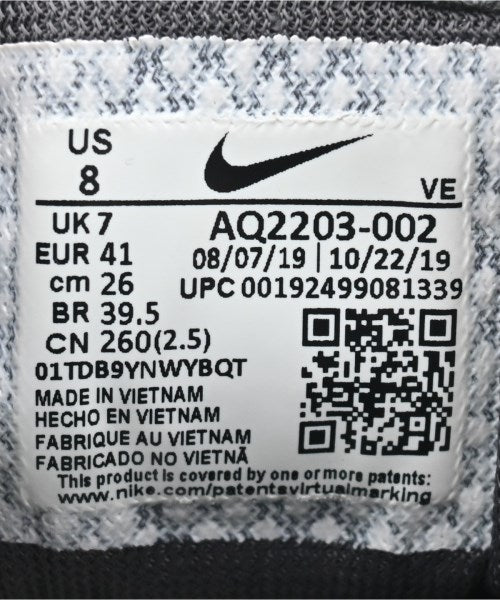 US
8
VE
UK 7
EUR 41
cm 26
BR 39.5
CN 260(2.5)
AQ2203-002
08/07/19 | 10/22/19
UPC 00192499081339
01TDB9YNWYBQT
MADE IN VIETNAM
HECHO EN VIETNAM
FABRIQUE AU VIETNAM
FABRICADO NO VIETNÃ
This product is covered by one or more patents:
www.nike.com/patentsvirtualmarking